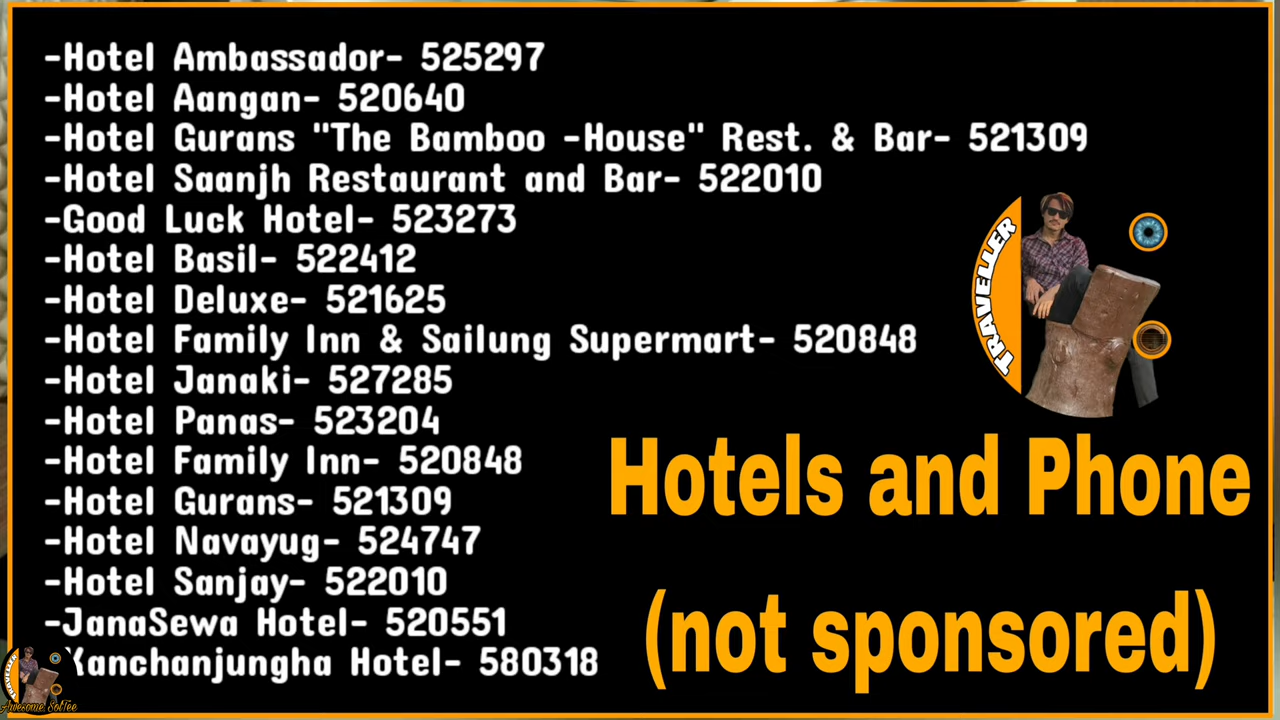 -Hotel Ambassador- 525297
-Hotel Aangan- 520640
-Hotel Gurans "The Bamboo -House" Rest. & Bar- 521309
-Hotel Saanjh Restaurant and Bar- 522010
-Good Luck Hotel- 523273
-Hotel Basil- 522412
-Hotel Deluxe- 521625
-Hotel Family Inn & Sailung Supermart- 520848
-Hotel Janaki- 527285
-Hotel Panas- 523204
-Hotel Family Inn- 520848
-Hotel Gurans- 521309
-Hotel Navayug- 524747
-Hotel Sanjay- 522010
-JanaSewa Hotel- 520551
Kanchanjungha Hotel- 580318
TRAVELLER
Hotels and Phone
(not sponsored)
TRAVELLER
Awesome SolTee